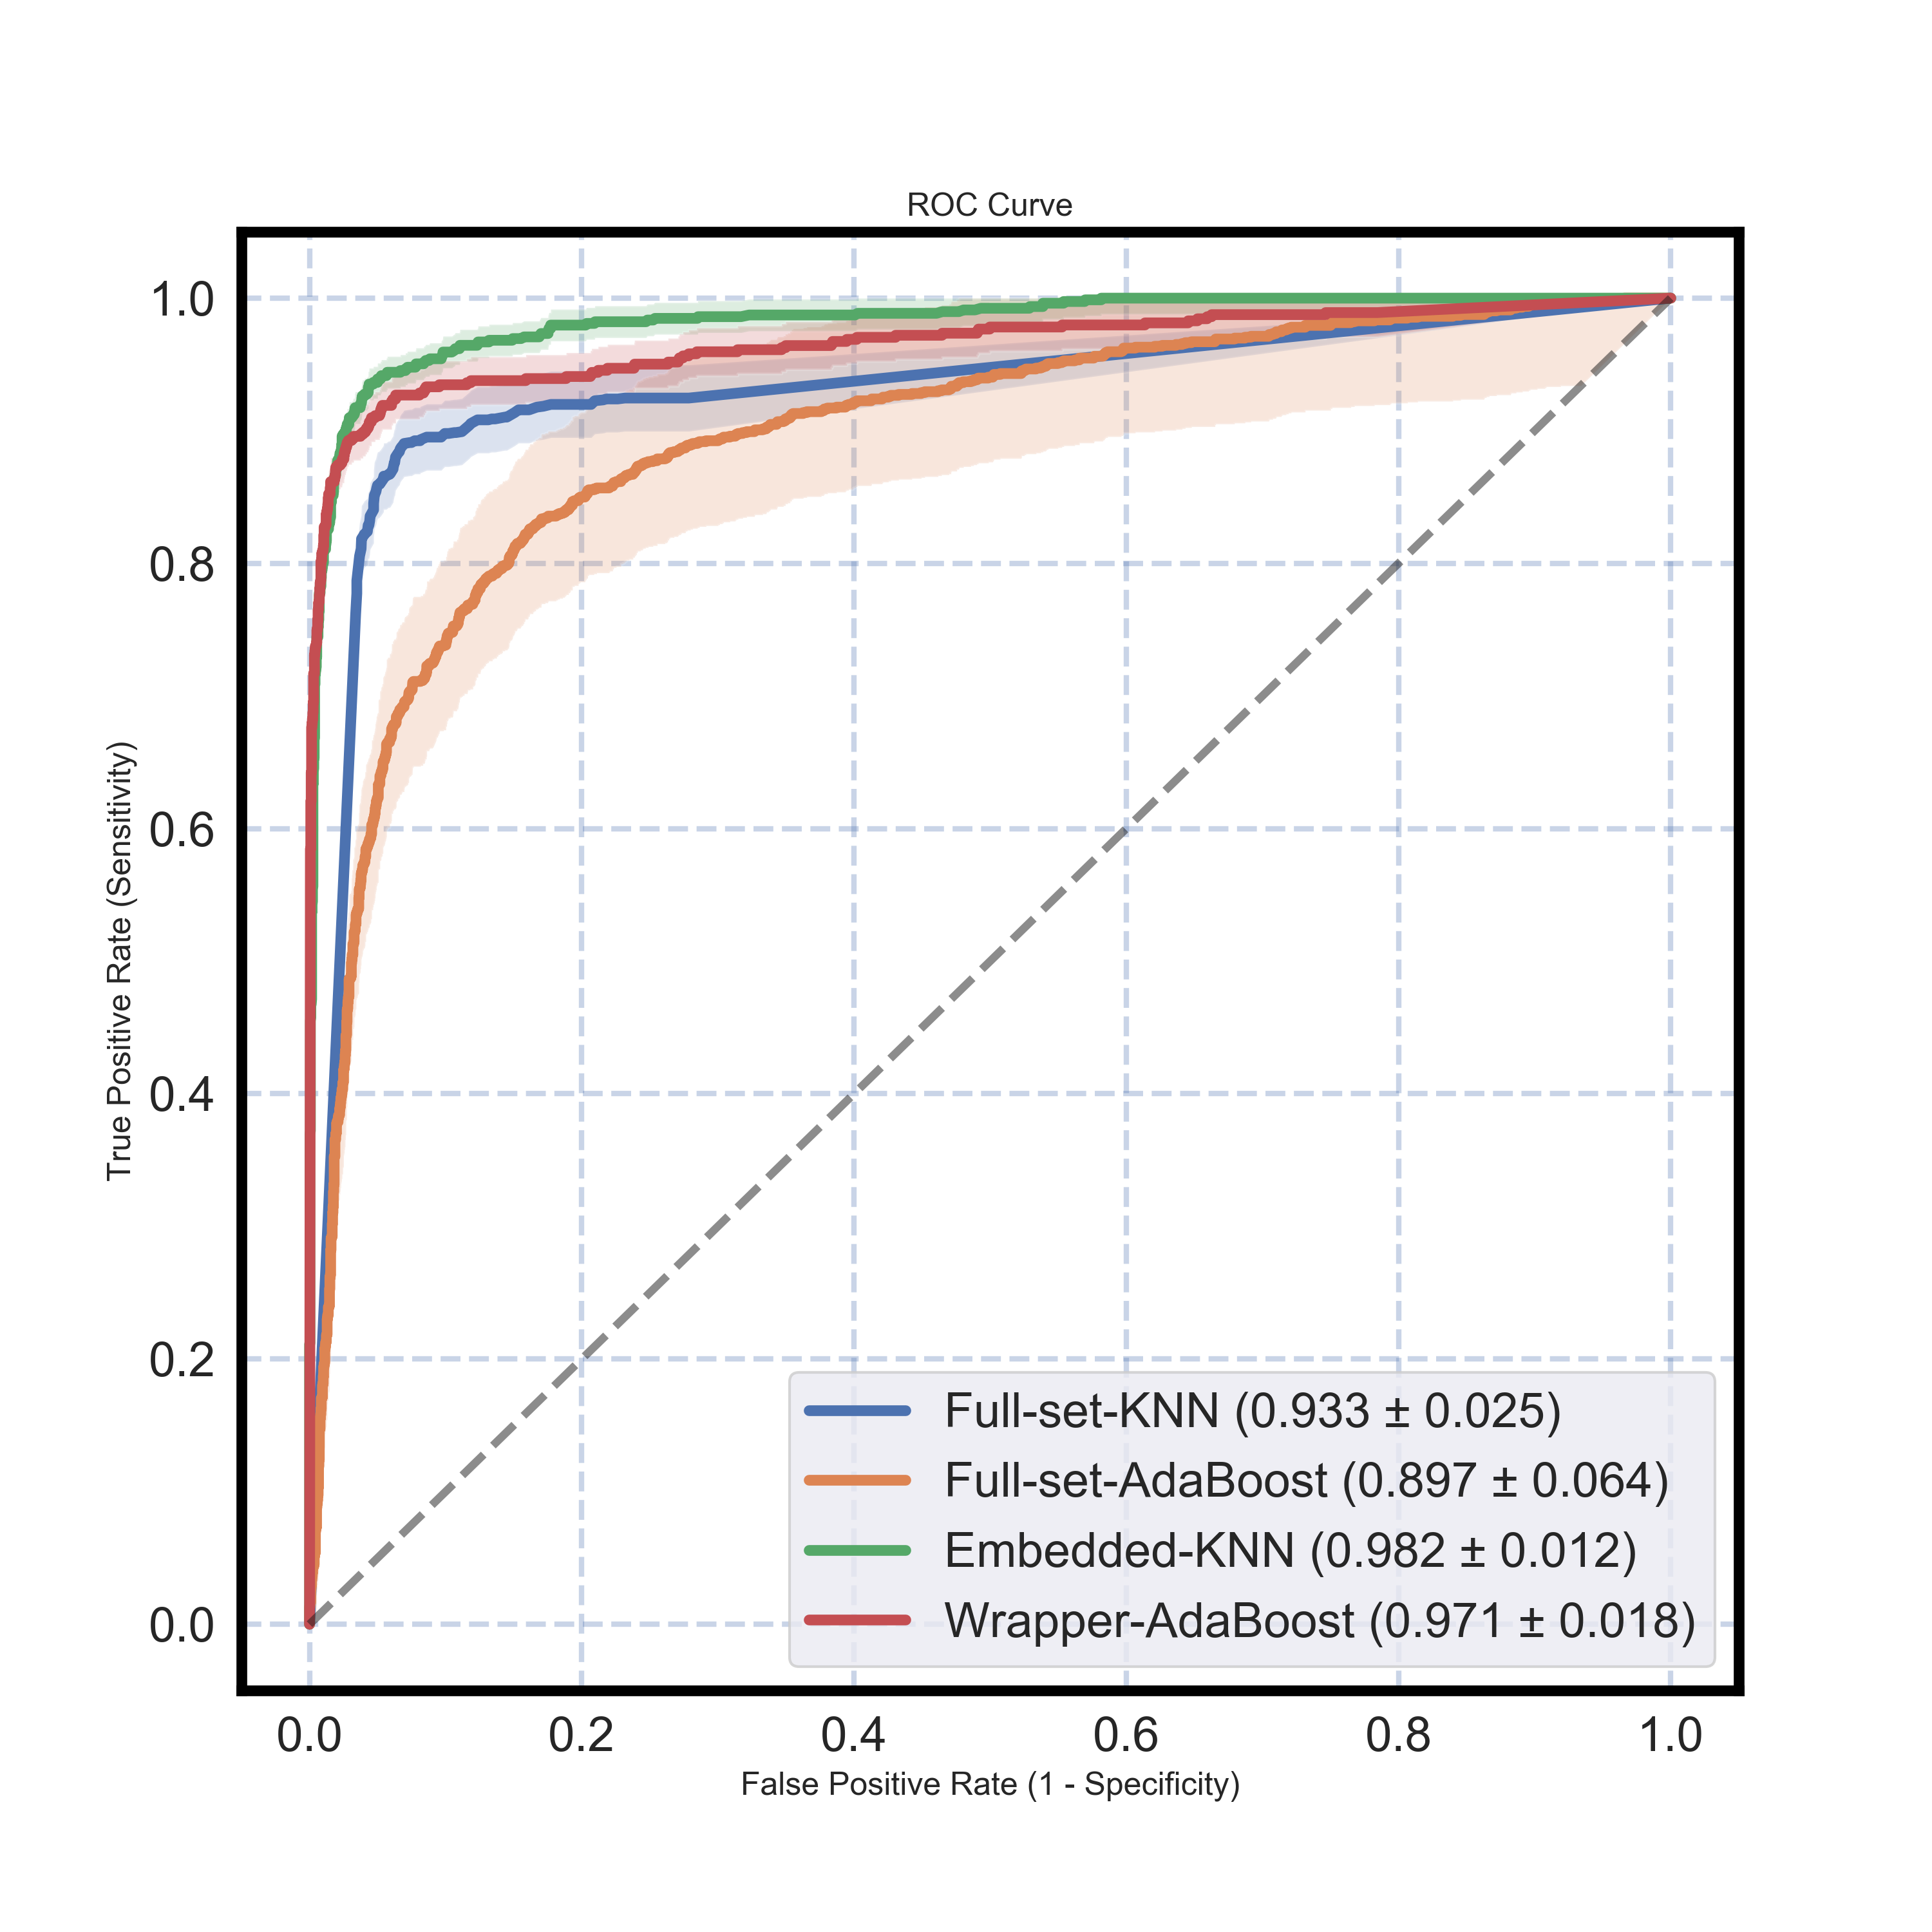 ROC Curve
1.0
0.8
0.6
0.4
0.2
0.0
True Positive Rate (Sensitivity)
Full-set-KNN (0.933 ± 0.025)
Full-set-AdaBoost (0.897 ± 0.064)
Embedded-KNN (0.982 ± 0.012)
Wrapper-AdaBoost (0.971 ± 0.018)
0.0 0.2 0.4 0.6 0.8 1.0
False Positive Rate (1 - Specificity)